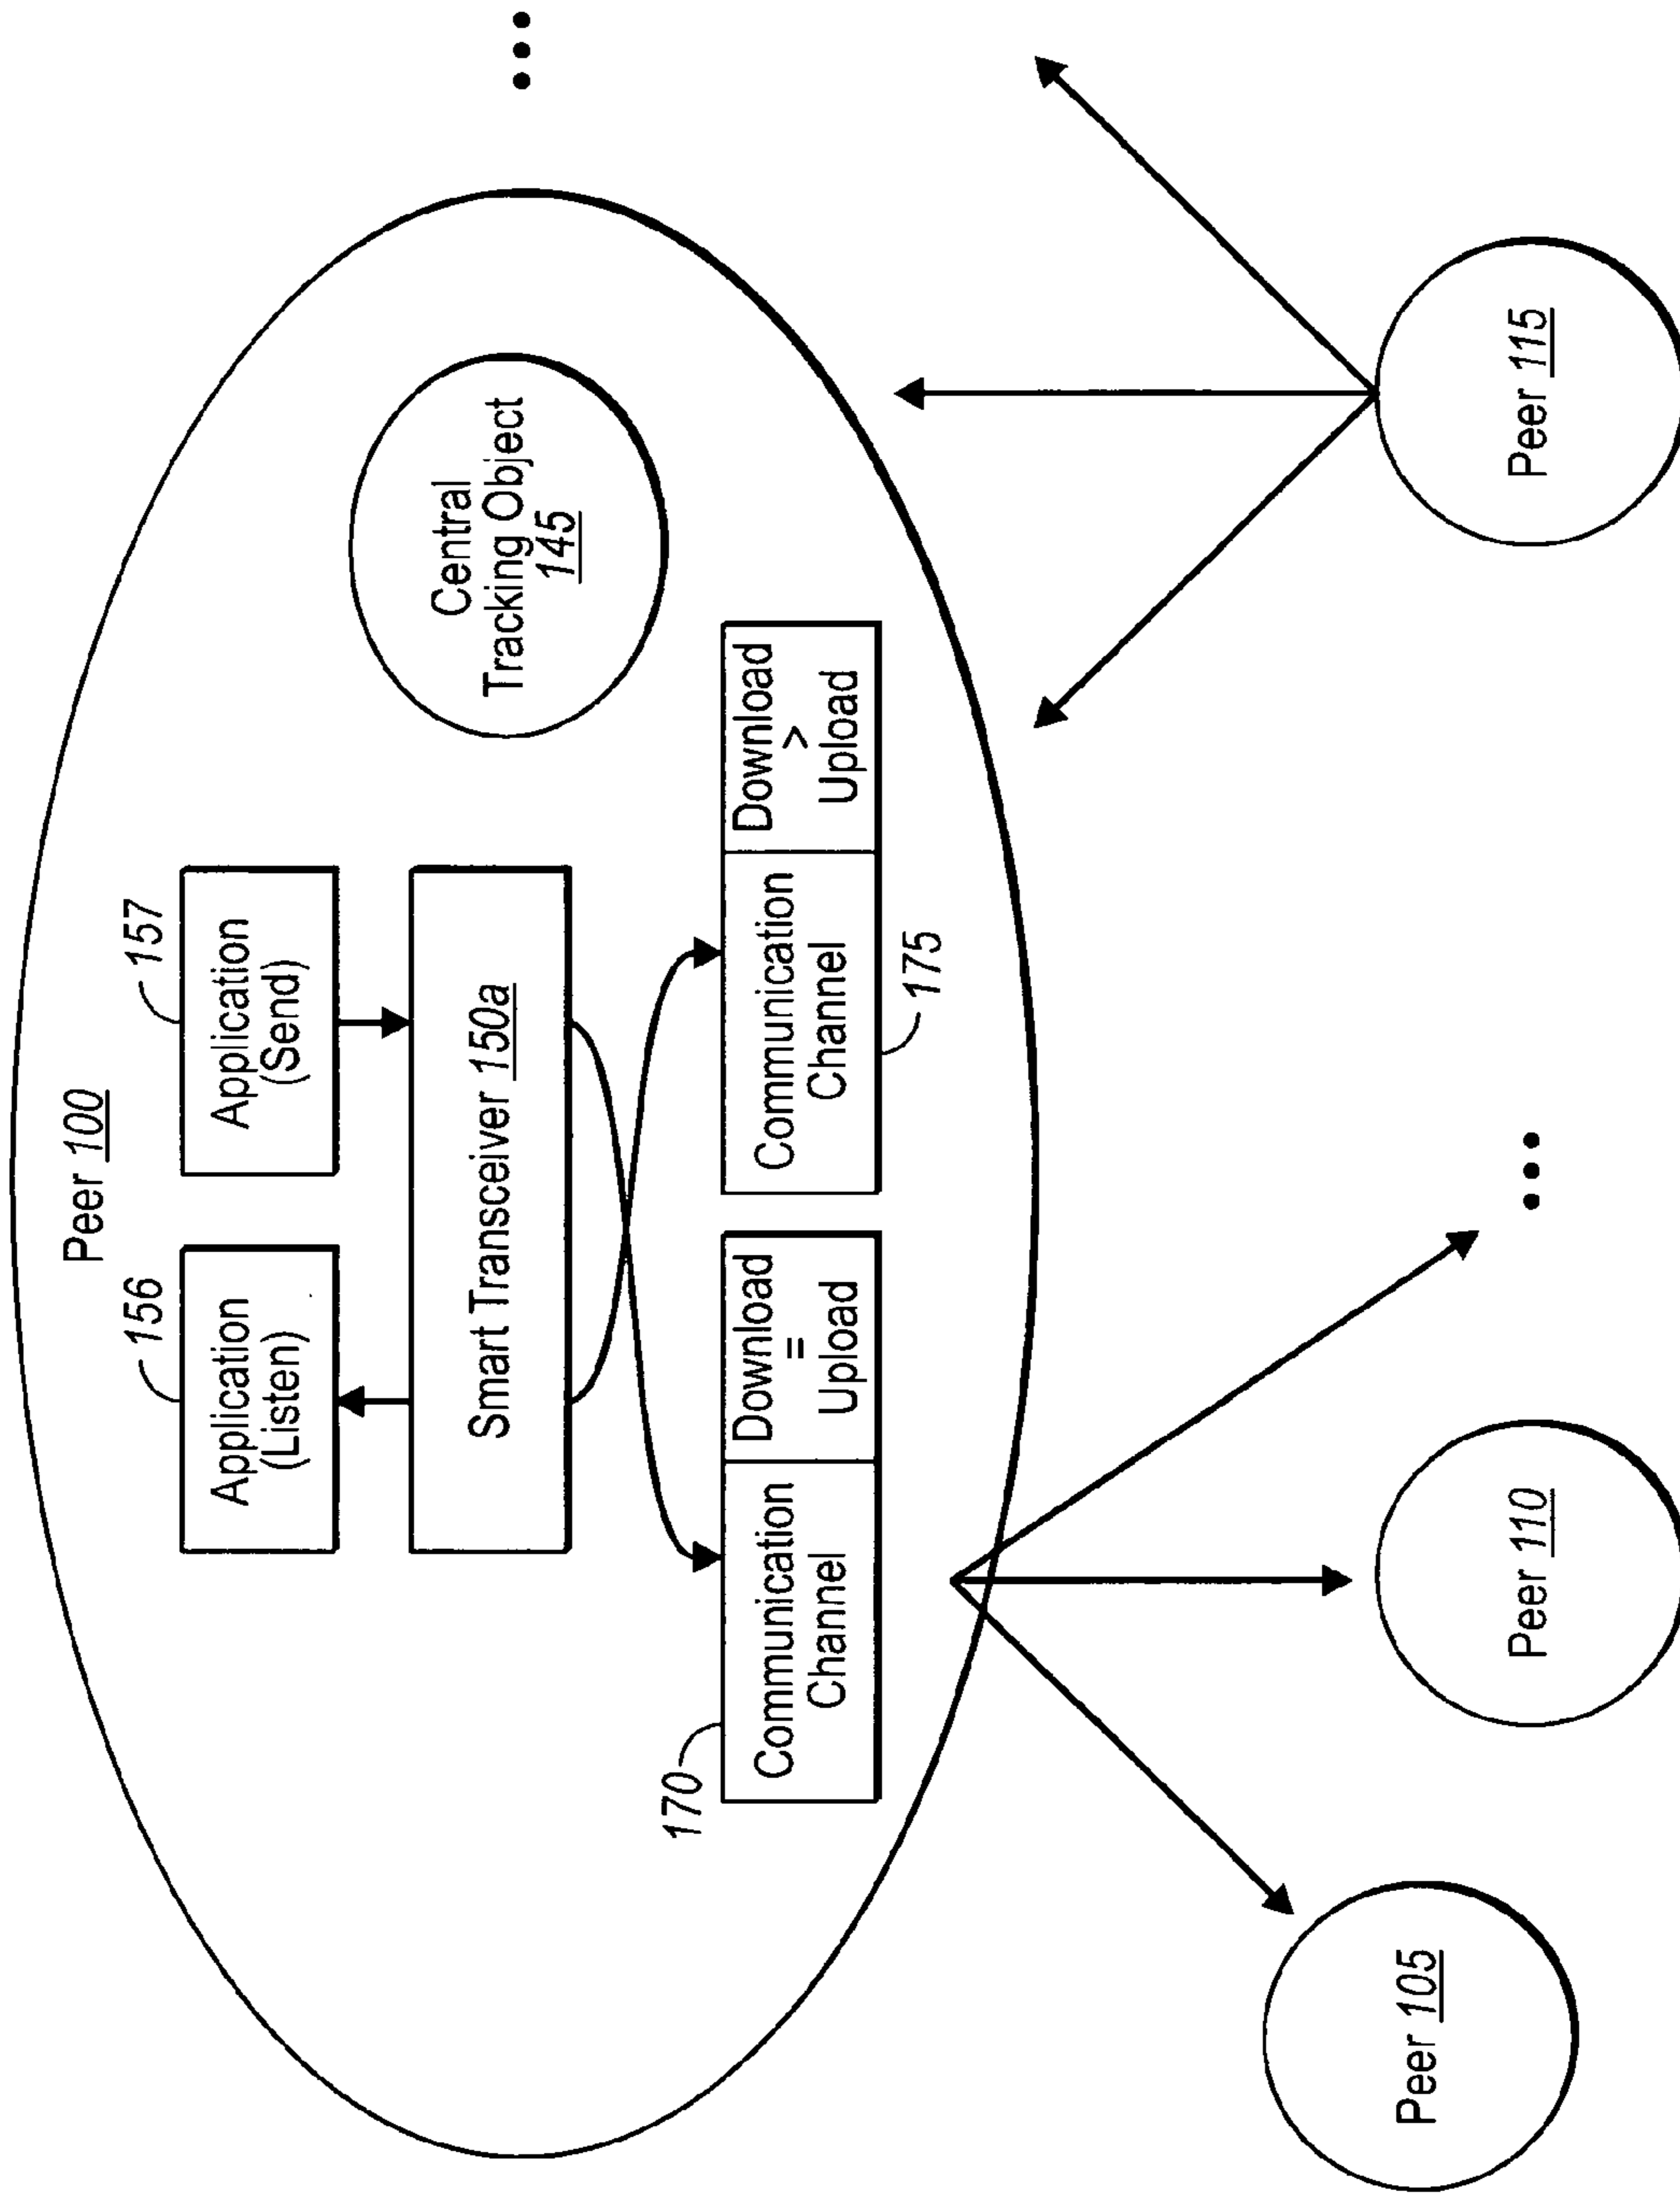 Peer 100
156
157
Application
(Listen)
Application
(Send)
Smart Transceiver 150a
Central
Tracking Object
145
170
Communication
Channel
Download
=
Upload
Communication
Channel
Download
>
Upload
175
...
Peer 105
Peer 110
...
Peer 115